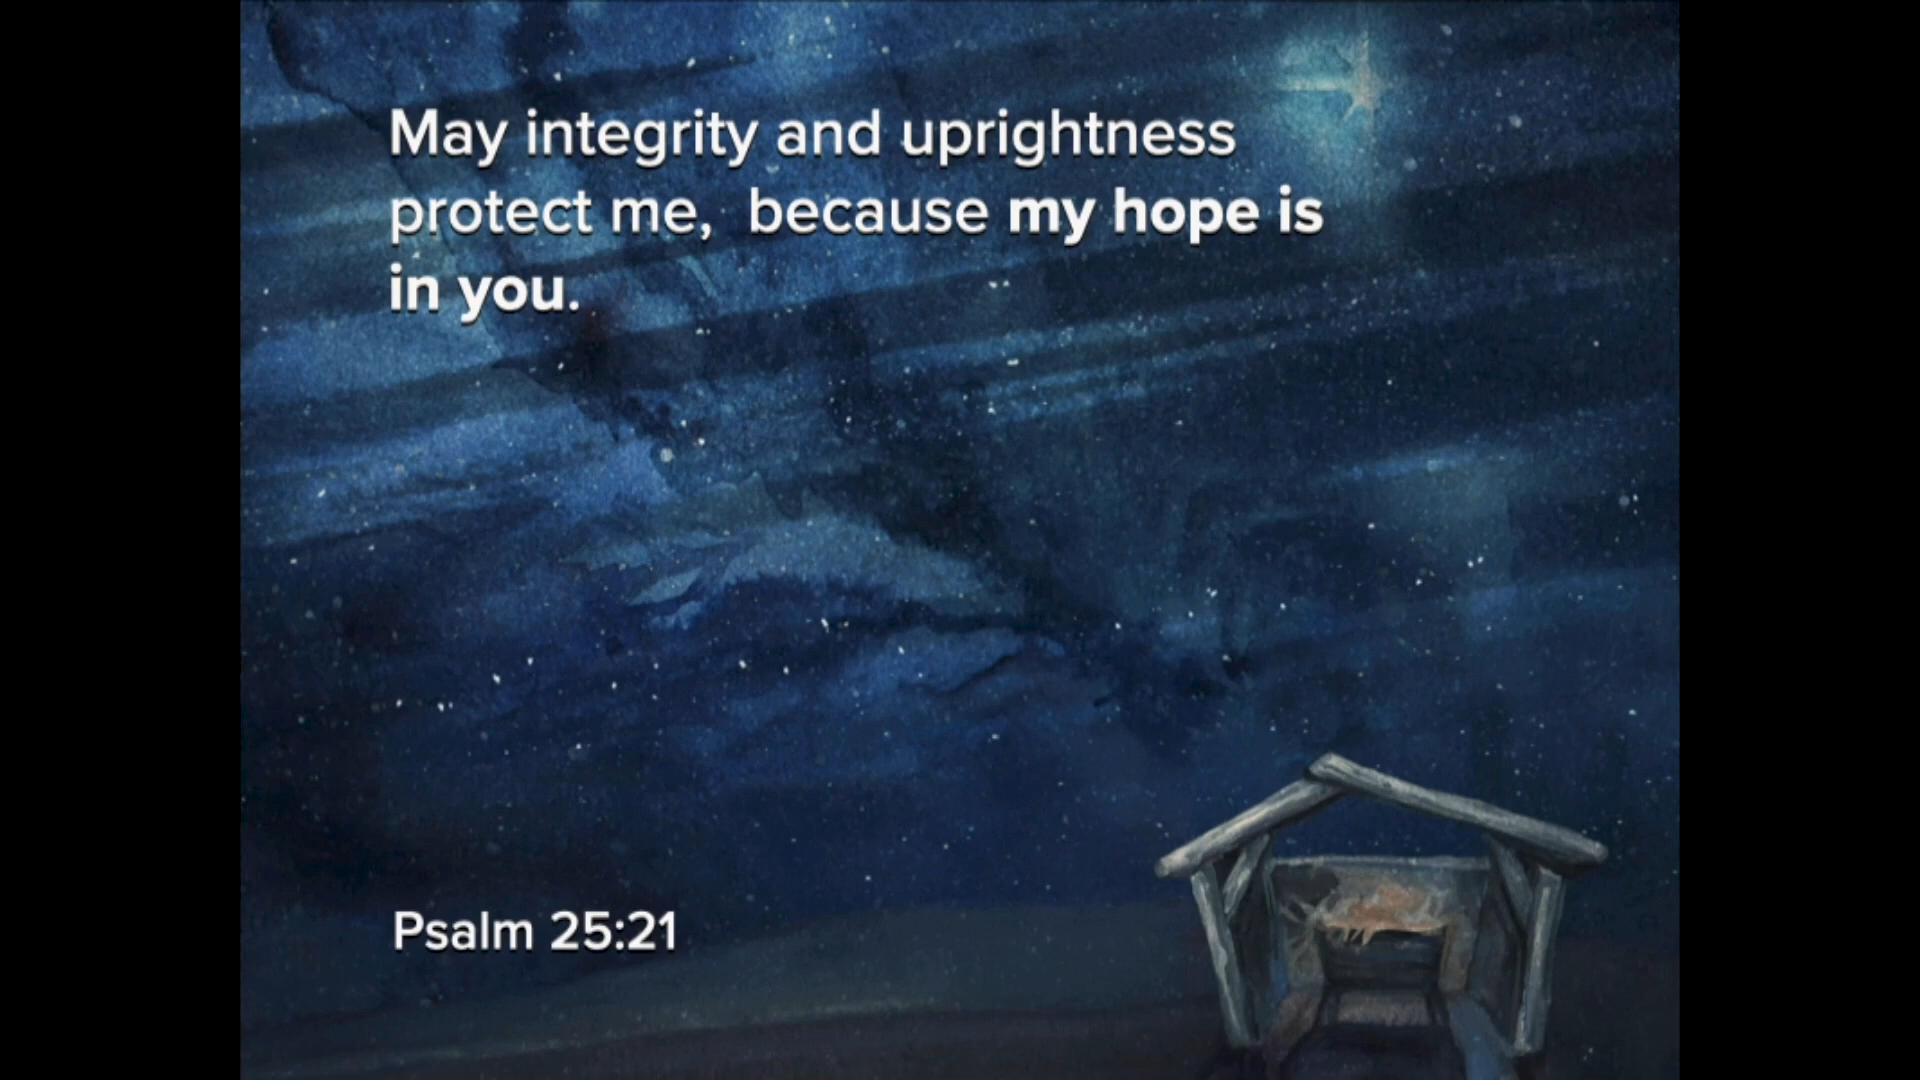 May integrity and uprightness
protect me,  because my hope is
in you.
Psalm 25:21